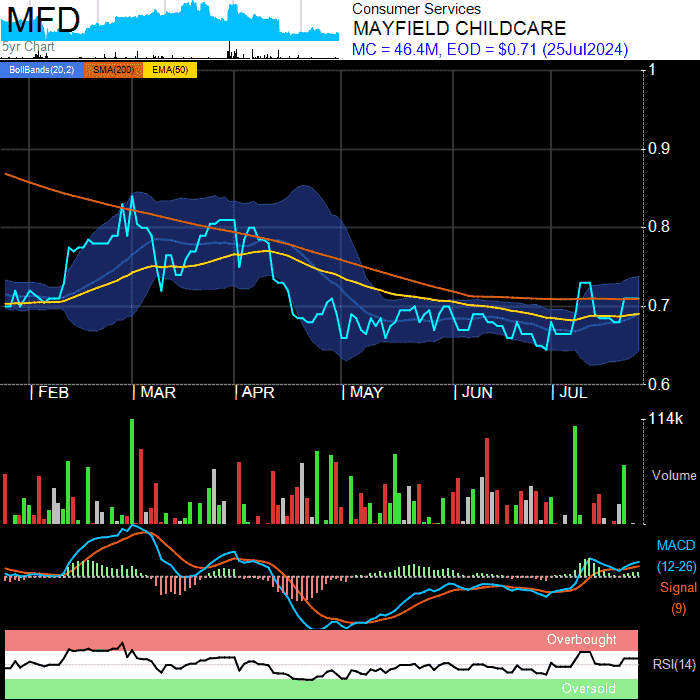 MFD
5yr Chart
Consumer Services
MAYFIELD CHILDCARE
MC = 46.4M, EOD = $0.71 (25Jul2024)
BollBands(20,2) SMA(200) EMA(50)
1
0.9
0.8
0.7
0.6
FEB MAR APR MAY JUN JUL
114k
Volume
MACD
(12-26)
Signal
(9)
Overbought
RSI(14)
Oversold